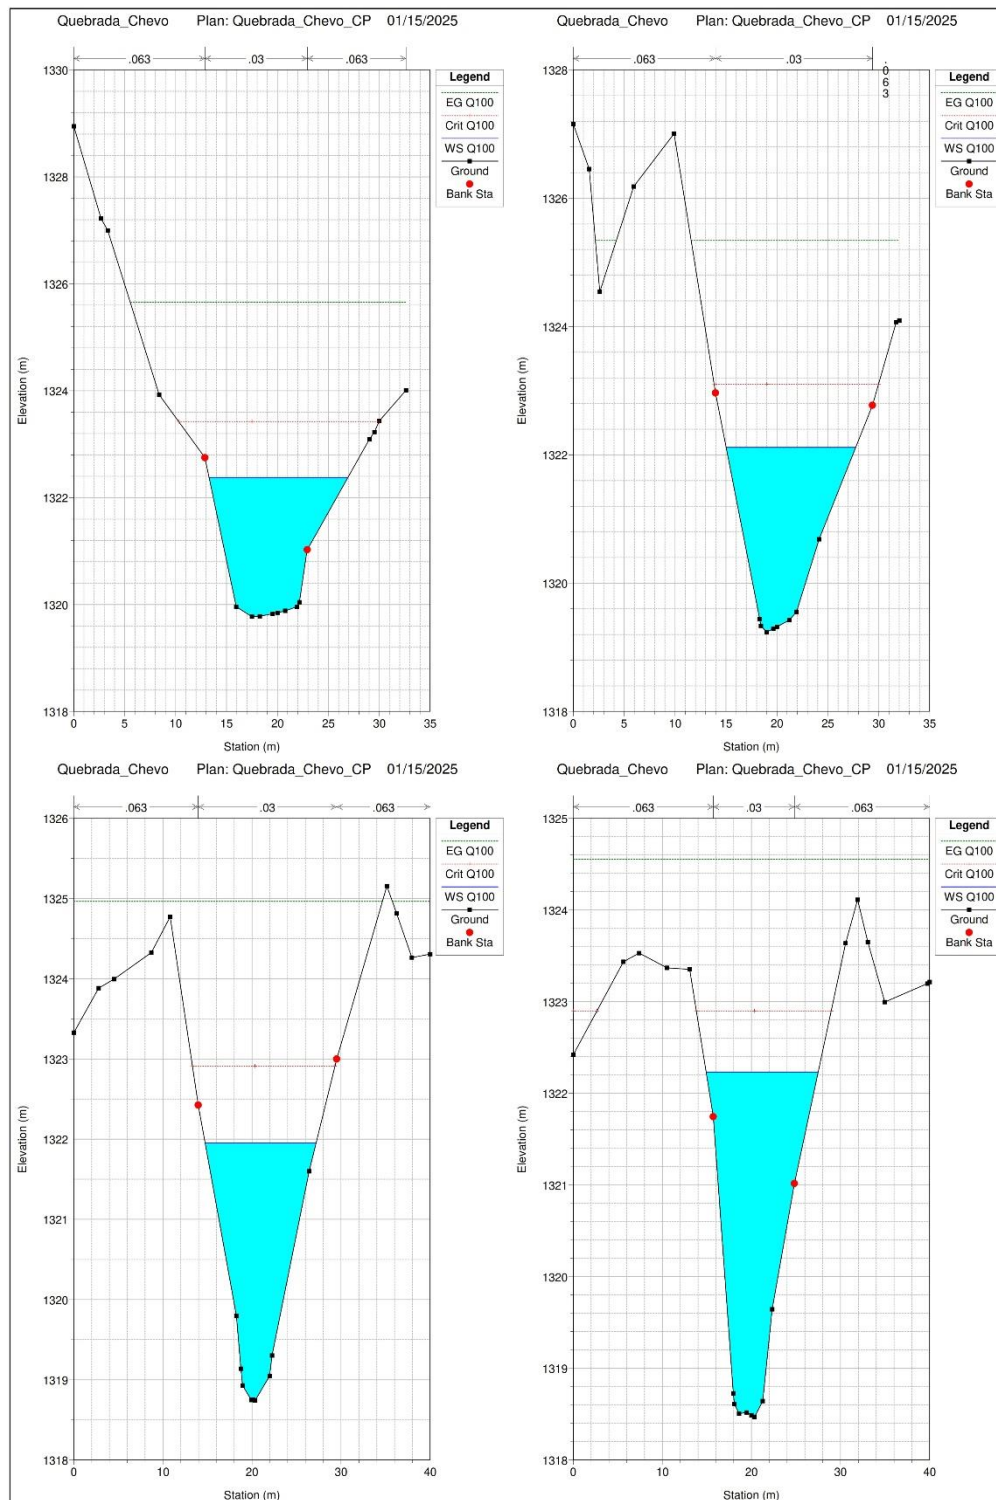 Quebrada_Chevo Plan: Quebrada_Chevo_CP 01/15/2025
.063 .03 .063
Legend
EG Q100
Crit Q100
WS Q100
Ground
Bank Sta
Elevation (m)
1330
1328
1326
1324
1322
1320
1318
0 5 10 15 20 25 30 35
Station (m)
Quebrada_Chevo Plan: Quebrada_Chevo_CP 01/15/2025
.063 .03 .063
Legend
EG Q100
Crit Q100
WS Q100
Ground
Bank Sta
Elevation (m)
1328
1326
1324
1322
1320
1318
0 5 10 15 20 25 30 35
Station (m)
Quebrada_Chevo Plan: Quebrada_Chevo_CP 01/15/2025
.063 .03 .063
Legend
EG Q100
Crit Q100
WS Q100
Ground
Bank Sta
Elevation (m)
1326
1325
1324
1323
1322
1321
1320
1319
1318
0 10 20 30 40
Station (m)
Quebrada_Chevo Plan: Quebrada_Chevo_CP 01/15/2025
.063 .03 .063
Legend
EG Q100
Crit Q100
WS Q100
Ground
Bank Sta
Elevation (m)
1325
1324
1323
1322
1321
1320
1319
1318
0 10 20 30 40
Station (m)